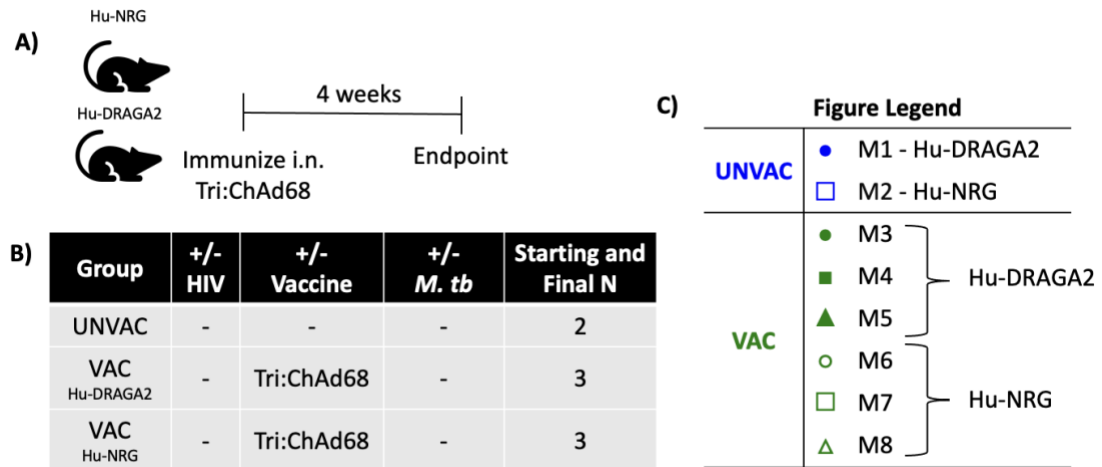 A)
Hu-NRG
Hu-DRAGA2
4 weeks
Immunize i.n.
Tri:ChAd68
Endpoint
B)
Group
+/-
HIV
+/-
Vaccine
+/-
M. tb
Starting and
Final N
UNVAC - - - 2
VAC
Hu-DRAGA2
- Tri:ChAd68 - 3
VAC
Hu-NRG
- Tri:ChAd68 - 3
C)
Figure Legend
UNVAC
M1 - Hu-DRAGA2
M2 - Hu-NRG
VAC
M3
M4
M5
Hu-DRAGA2
M6
M7
M8
Hu-NRG